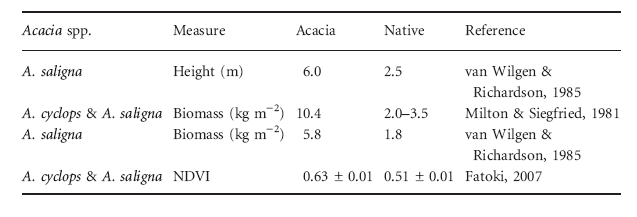 Acacia spp. Measure Acacia Native Reference
A. saligna Height (m) 6.0 2.5 van Wilgen &
Richardson, 1985
A. cyclops & A. saligna Biomass (kg m−2) 10.4 2.0–3.5 Milton & Siegfried, 1981
A. saligna Biomass (kg m−2) 5.8 1.8 van Wilgen &
Richardson, 1985
A. cyclops & A. saligna NDVI 0.63 ± 0.01 0.51 ± 0.01 Fatoki, 2007